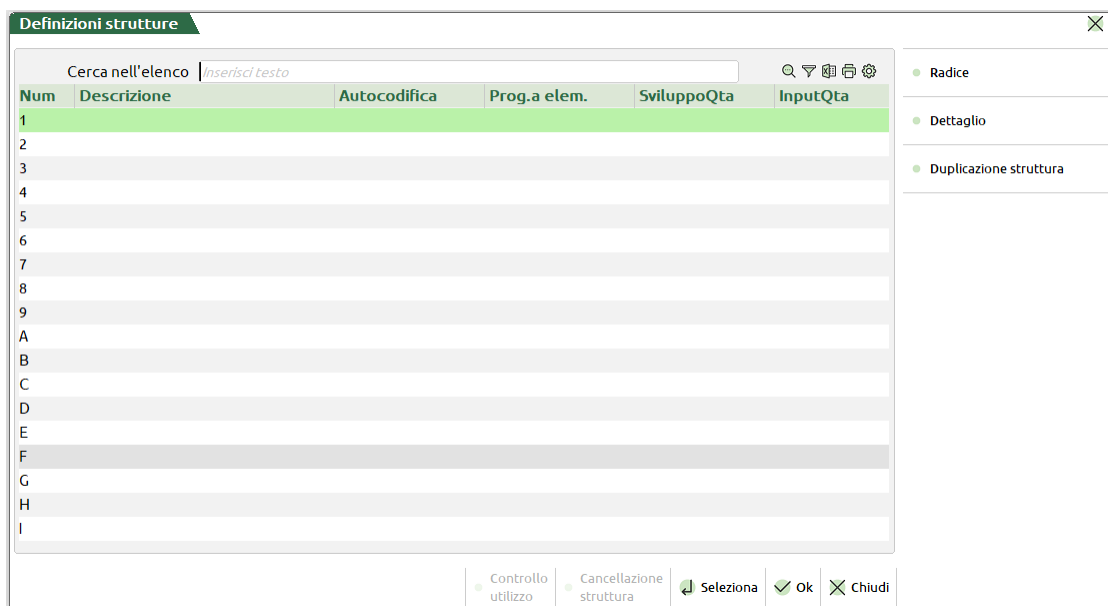 Definizioni strutture
Cerca nell'elenco Inserisci testo
Num Descrizione Autocodifica Prog.a elem. SviluppoQta InputQta
1
2
3
4
5
6
7
8
9
A
B
C
D
E
F
G
H
I
Radice
Dettaglio
Duplicazione struttura
Controllo utilizzo
Cancellazione struttura
Seleziona
Ok
Chiudi